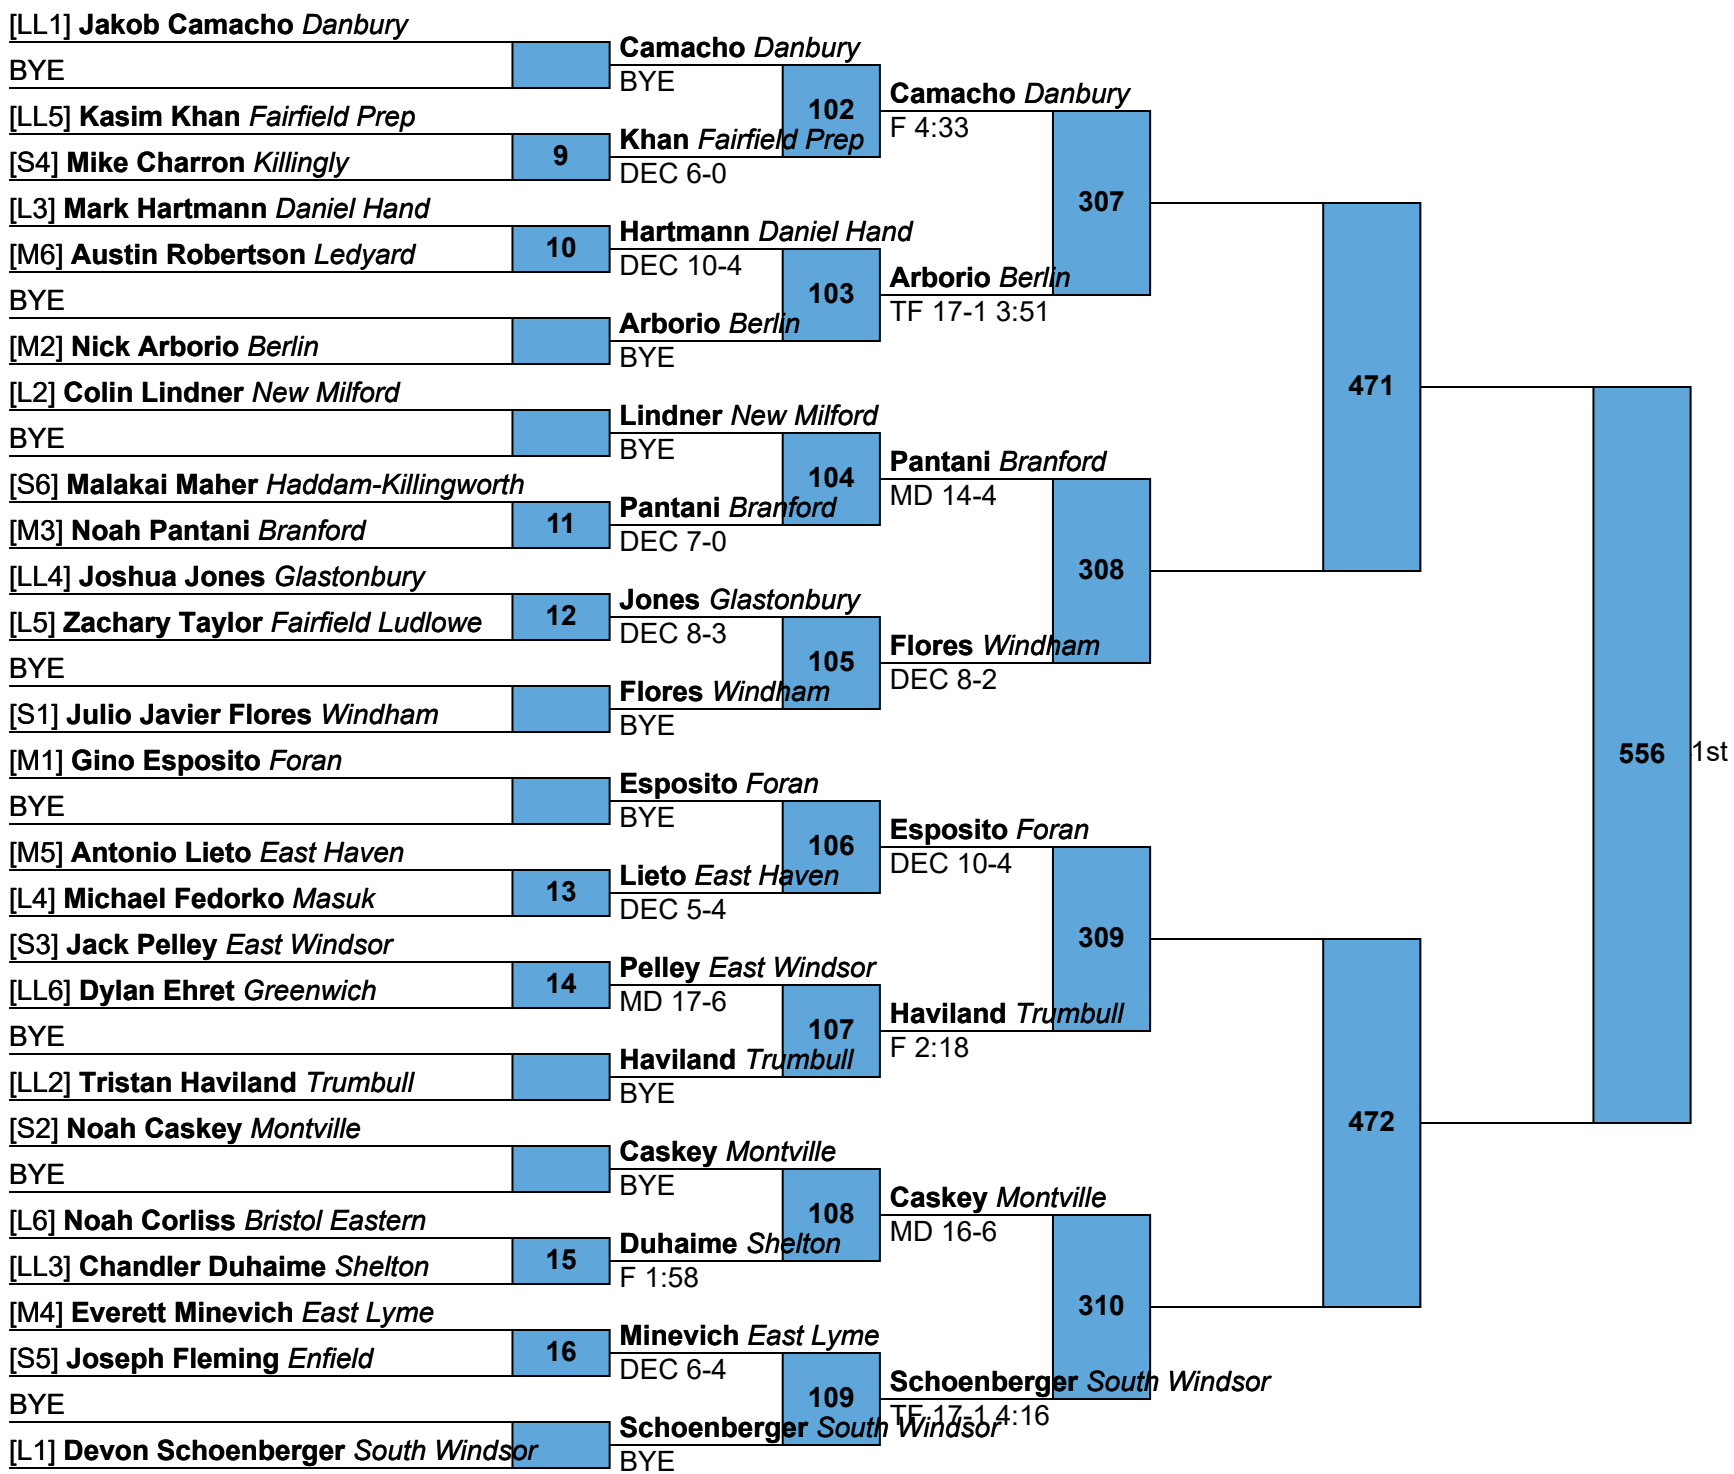 [LL1] Jakob Camacho Danbury
BYE
[LL5] Kasim Khan Fairfield Prep
[S4] Mike Charron Killingly
[L3] Mark Hartmann Daniel Hand
[M6] Austin Robertson Ledyard
BYE
[M2] Nick Arborio Berlin
[L2] Colin Lindner New Milford
BYE
[S6] Malakai Maher Haddam-Killingworth
[M3] Noah Pantani Branford
[LL4] Joshua Jones Glastonbury
[L5] Zachary Taylor Fairfield Ludlowe
BYE
[S1] Julio Javier Flores Windham
[M1] Gino Esposito Foran
BYE
[M5] Antonio Lieto East Haven
[L4] Michael Fedorko Masuk
[S3] Jack Pelley East Windsor
[LL6] Dylan Ehret Greenwich
BYE
[LL2] Tristan Haviland Trumbull
[S2] Noah Caskey Montville
BYE
[L6] Noah Corliss Bristol Eastern
[LL3] Chandler Duhaime Shelton
[M4] Everett Minevich East Lyme
[S5] Joseph Fleming Enfield
BYE
[L1] Devon Schoenberger South Windsor
9
10
11
12
13
14
15
16
Camacho Danbury
BYE
Khan Fairfield Prep
DEC 6-0
Hartmann Daniel Hand
DEC 10-4
Arborio Berlin
BYE
Lindner New Milford
BYE
Pantani Branford
DEC 7-0
Jones Glastonbury
DEC 8-3
Flores Windham
BYE
Esposito Foran
BYE
Lieto East Haven
DEC 5-4
Pelley East Windsor
MD 17-6
Haviland Trumbull
BYE
Caskey Montville
BYE
Duhaime Shelton
F 1:58
Minevich East Lyme
DEC 6-4
Schoenberger South Windsor
BYE
102
103
104
105
106
107
108
109
Camacho Danbury
F 4:33
Arborio Berlin
TF 17-1 3:51
Pantani Branford
MD 14-4
Flores Windham
DEC 8-2
Esposito Foran
DEC 10-4
Haviland Trumbull
F 2:18
Caskey Montville
MD 16-6
Schoenberger South Windsor
TF 17-1 4:16
307
308
309
310
471
472
556
1st